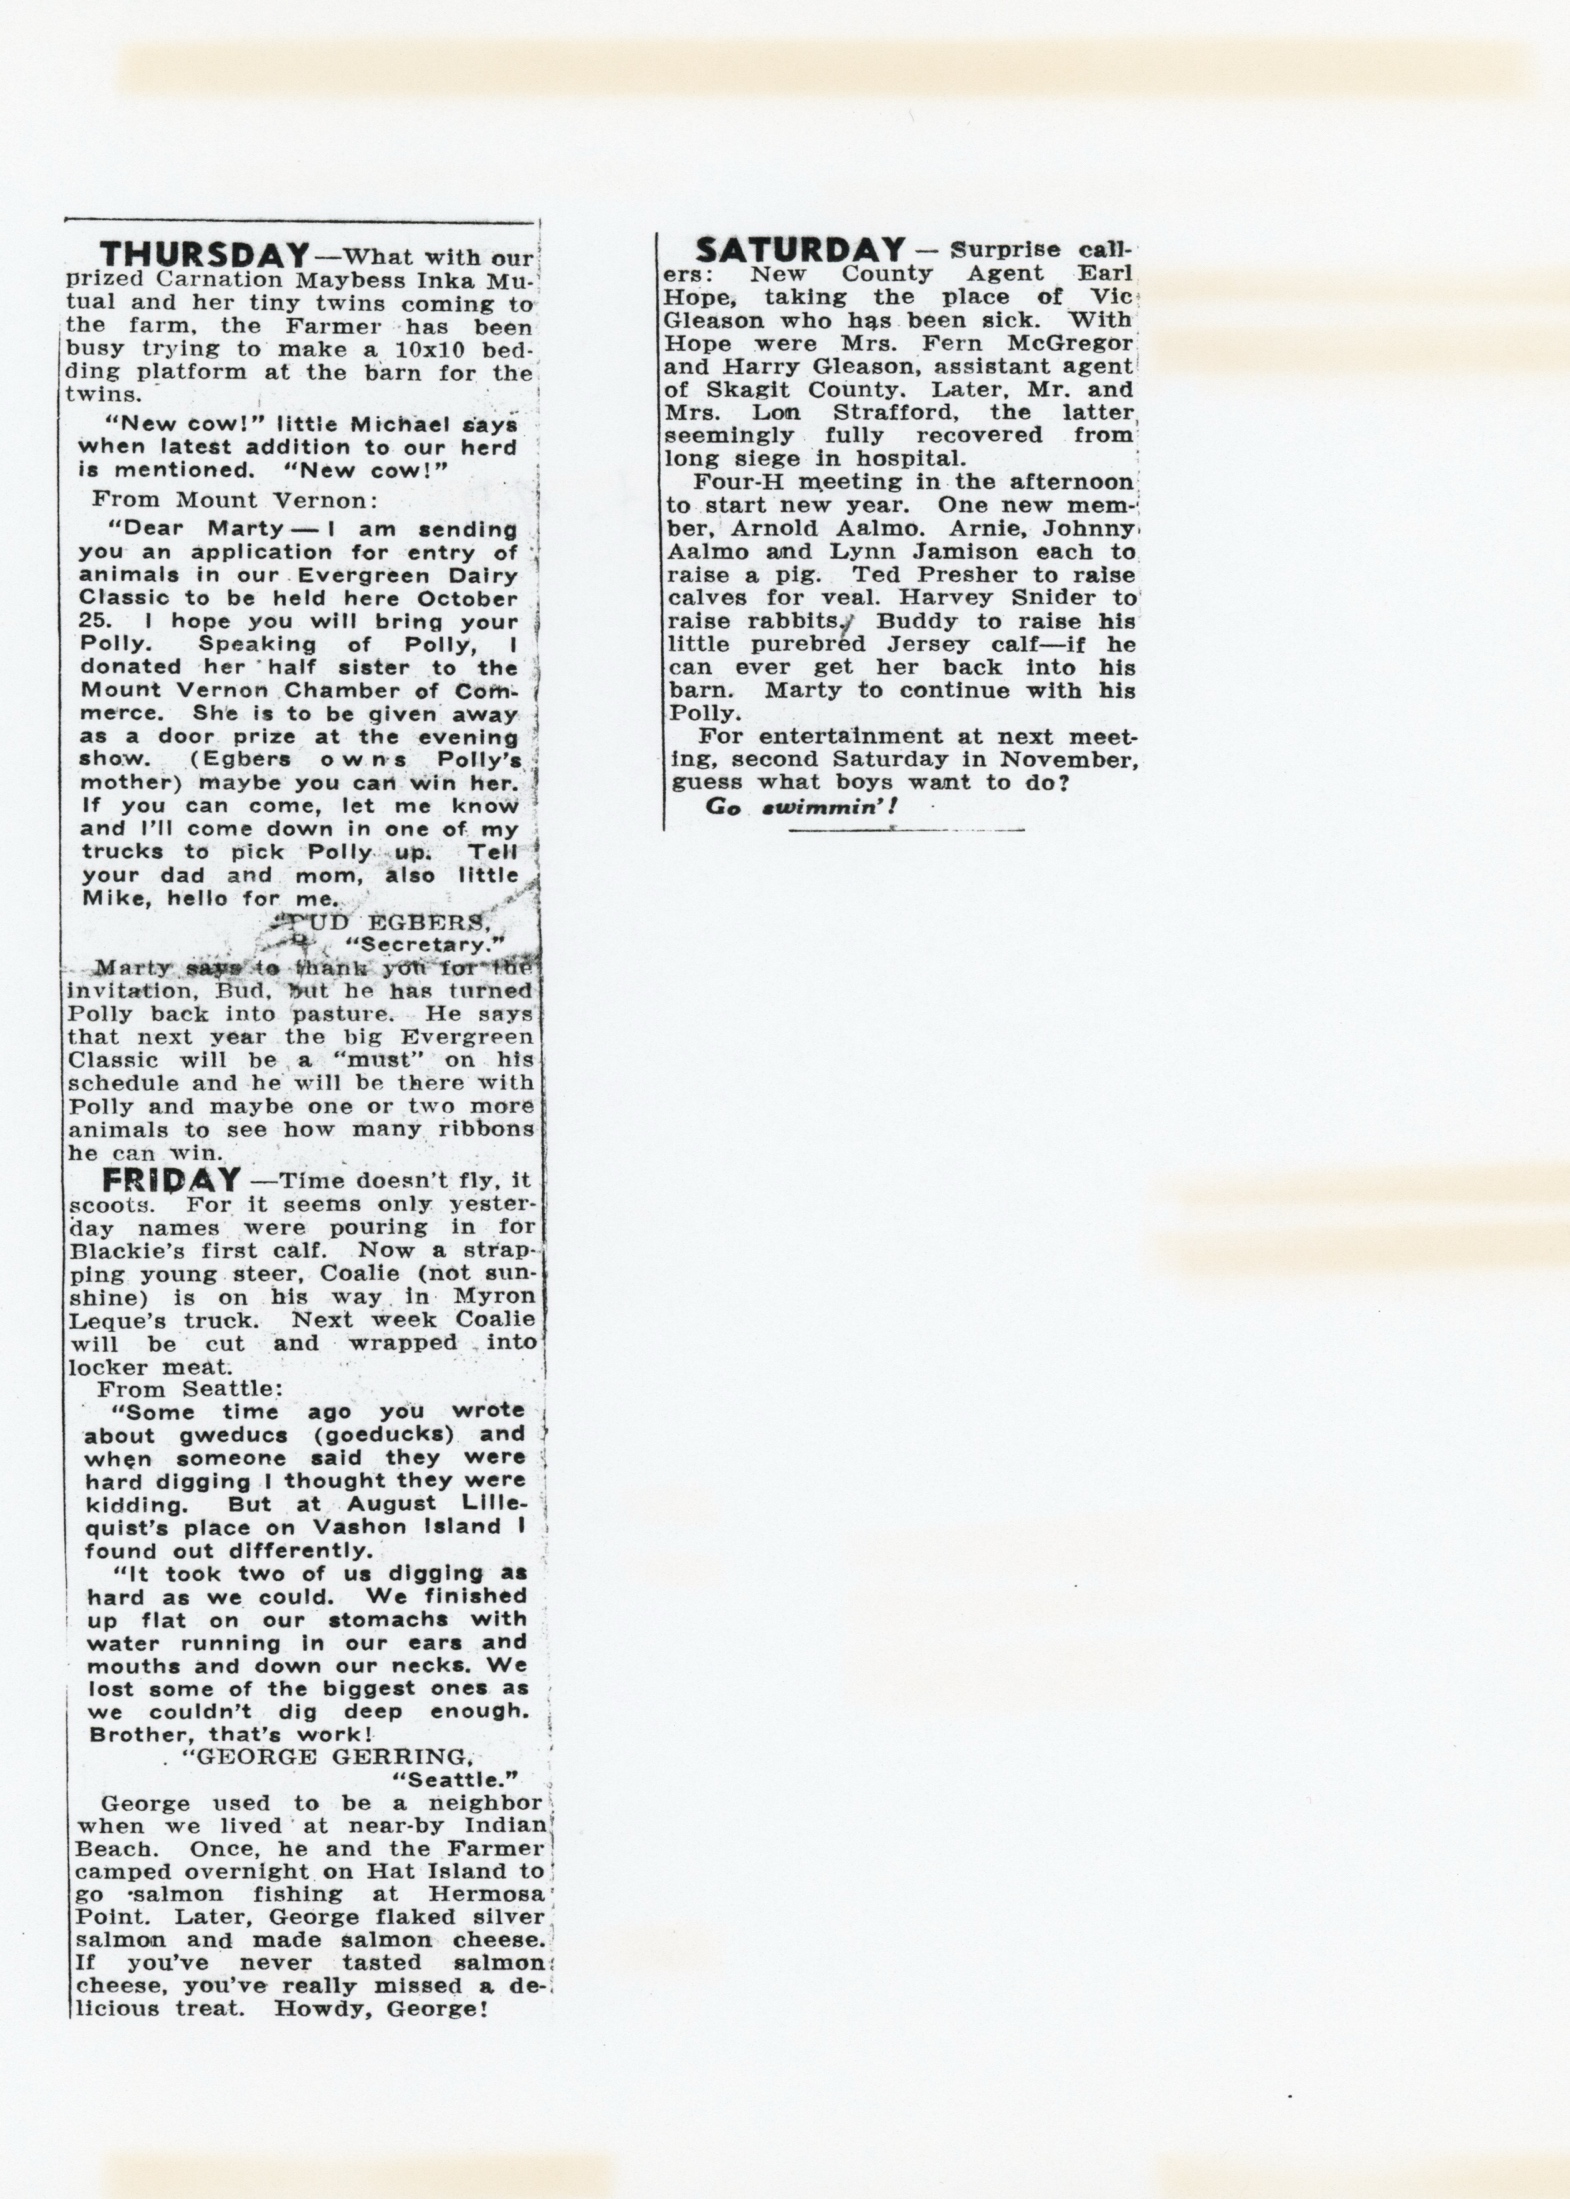 THURSDAY—What with our
prized Carnation Maybess Inka Mu-
tual and her tiny twins coming to
the farm, the Farmer has been
busy trying to make a 10x10 bed-
ding platform at the barn for the
twins.
“New cow!” little Michael says
when latest addition to our herd
is mentioned. “New cow!”
From Mount Vernon:
“Dear Marty—I am sending
you an application for entry of
animals in our Evergreen Dairy
Classic to be held here October
25. I hope you will bring your
Polly. Speaking of Polly, I
donated her half sister to the
Mount Vernon Chamber of Com-
merce. She is to be given away
as a door prize at the evening
show. (Egbers owns Polly’s
mother) maybe you can win her.
If you can come, let me know
and I’ll come down in one of my
trucks to pick Polly up. Tell
your dad and mom, also little
Mike, hello for me.
EGBERS,
“Secretary.”
Marty says to thank you for the
invitation, Bud, but he has turned
Polly back into pasture. He says
that next year the big Evergreen
Classic will be a “must” on his
schedule and he will be there with
Polly and maybe one or two more
animals to see how many ribbons
he can win.
FRIDAY—Time doesn’t fly, it
scoots. For it seems only yester-
day names were pouring in for
Blackie’s first calf. Now a strap-
ping young steer, Coalie (not sun-
shine) is on his way in Myron
Leque’s truck. Next week Coalie
will be cut and wrapped into
locker meat.
From Seattle:
“Some time ago you wrote
about gweducs (goeducks) and
when someone said they were
hard digging I thought they were
kidding. But at August Lille-
quist’s place on Vashon Island I
found out differently.
“It took two of us digging as
hard as we could. We finished
up flat on our stomachs with
water running in our ears and
mouths and down our necks. We
lost some of the biggest ones as
we couldn’t dig deep enough.
Brother, that’s work!
“GEORGE GERRING,
“Seattle.”
George used to be a neighbor
when we lived at near-by Indian
Beach. Once, he and the Farmer
camped overnight on Hat Island to
go salmon fishing at Hermosa
Point. Later, George flaked silver
salmon and made salmon cheese.
If you’ve never tasted salmon
cheese, you’ve really missed a de-
licious treat. Howdy, George!
SATURDAY— Surprise call-
ers: New County Agent Earl
Hope, taking the place of Vic
Gleason who has been sick. With
Hope were Mrs. Fern McGregor
and Harry Gleason, assistant agent
of Skagit County. Later, Mr. and
Mrs. Lon Strafford, the latter
seemingly fully recovered from
long siege in hospital.
Four-H meeting in the afternoon
to start new year. One new mem-
ber, Arnold Aalmo. Arnie, Johnny
Aalmo and Lynn Jamison each to
raise a pig. Ted Presher to raise
calves for veal. Harvey Snider to
raise rabbits. Buddy to raise his
little purebred Jersey calf—if he
can ever get her back into his
barn. Marty to continue with his
Polly.
For entertainment at next meet-
ing, second Saturday in November,
guess what boys want to do?
Go swimmin’!